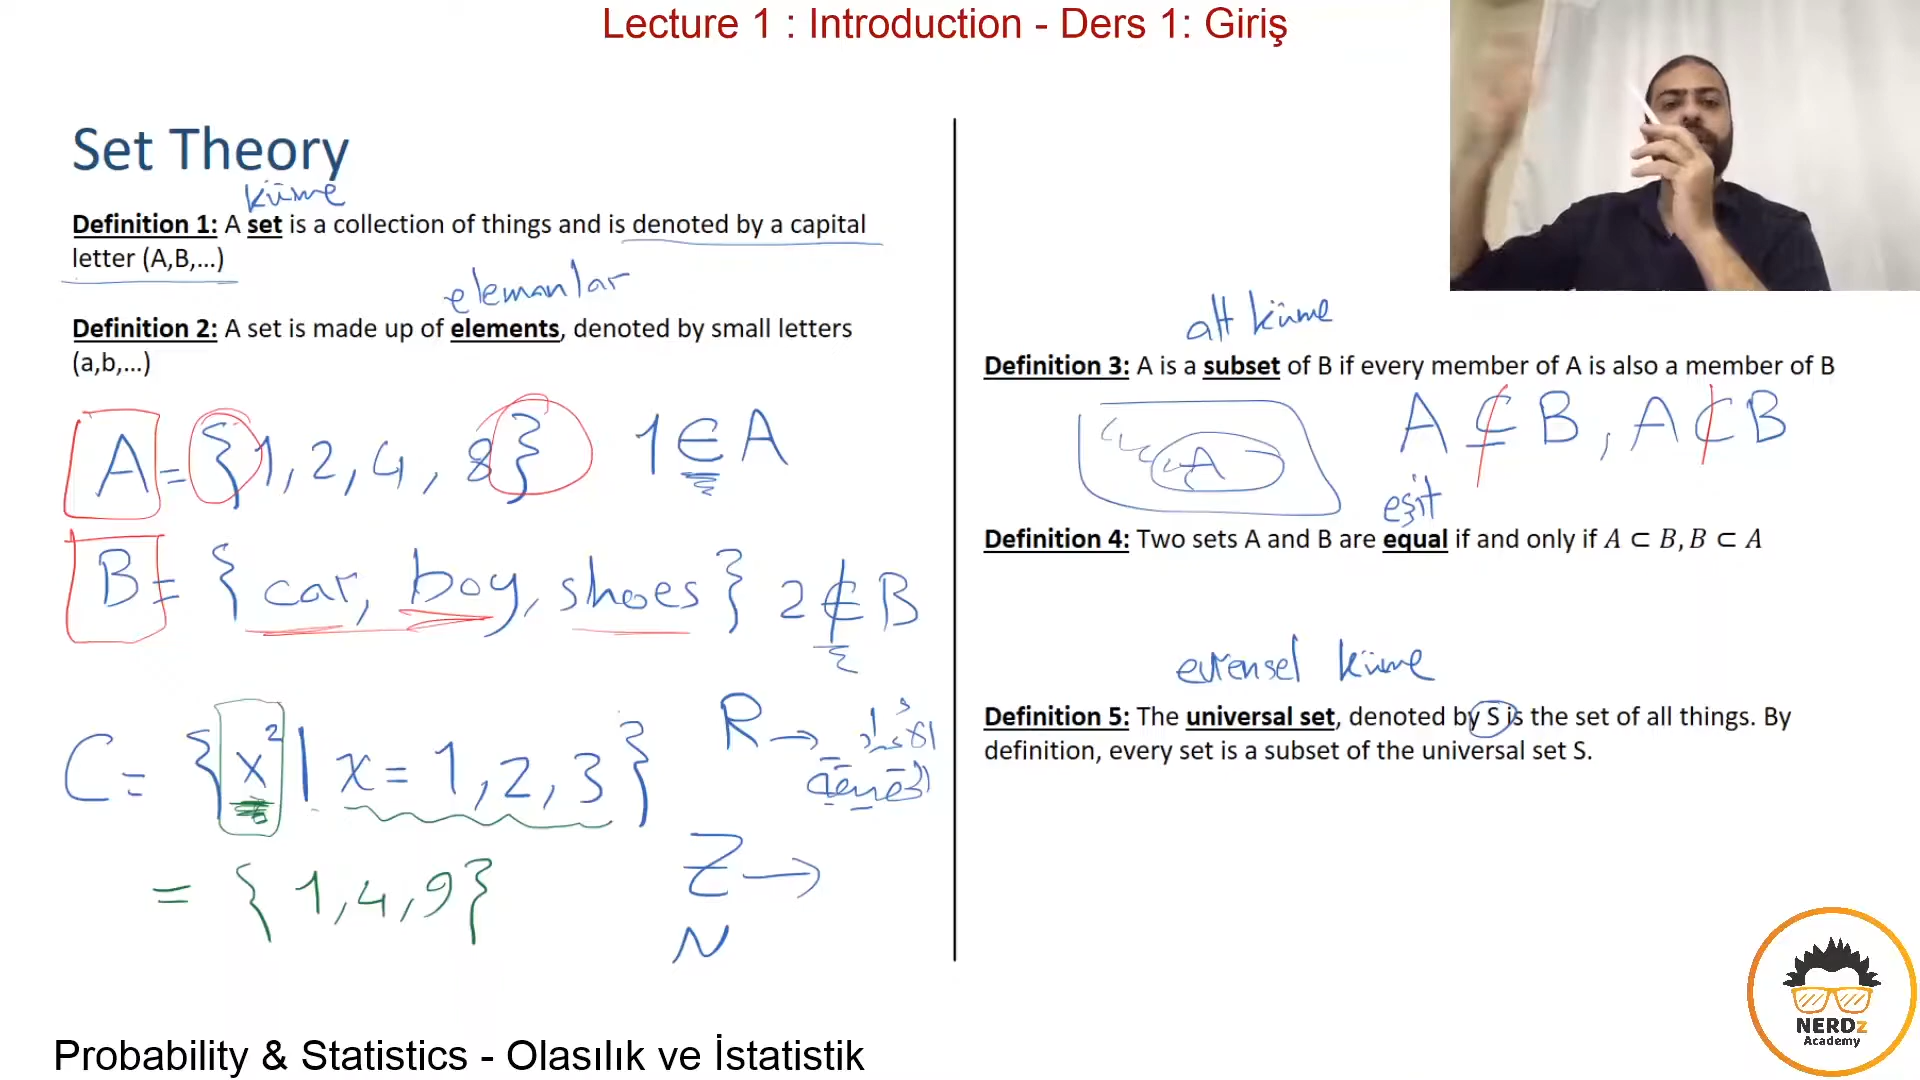 Lecture 1 : Introduction - Ders 1: Giriş
Set Theory
küme
Definition 1: A set is a collection of things and is denoted by a capital
letter (A,B,...)
elemanlar
Definition 2: A set is made up of elements, denoted by small letters
(a,b,...)
A = {1, 2, 4, 8} 1 ∈ A
B = { car, boy, shoes } 2 ∉ B
C = { x² | x = 1, 2, 3 }
R →
الأعداد
= { 1, 4, 9 }
Z →
N
alt küme
Definition 3: A is a subset of B if every member of A is also a member of B
A
A ⊈ B, A ⊄ B
eşit
Definition 4: Two sets A and B are equal if and only if A ⊂ B, B ⊂ A
evrensel küme
Definition 5: The universal set, denoted by S is the set of all things. By
definition, every set is a subset of the universal set S.
NERDz
Academy
Probability & Statistics - Olasılık ve İstatistik